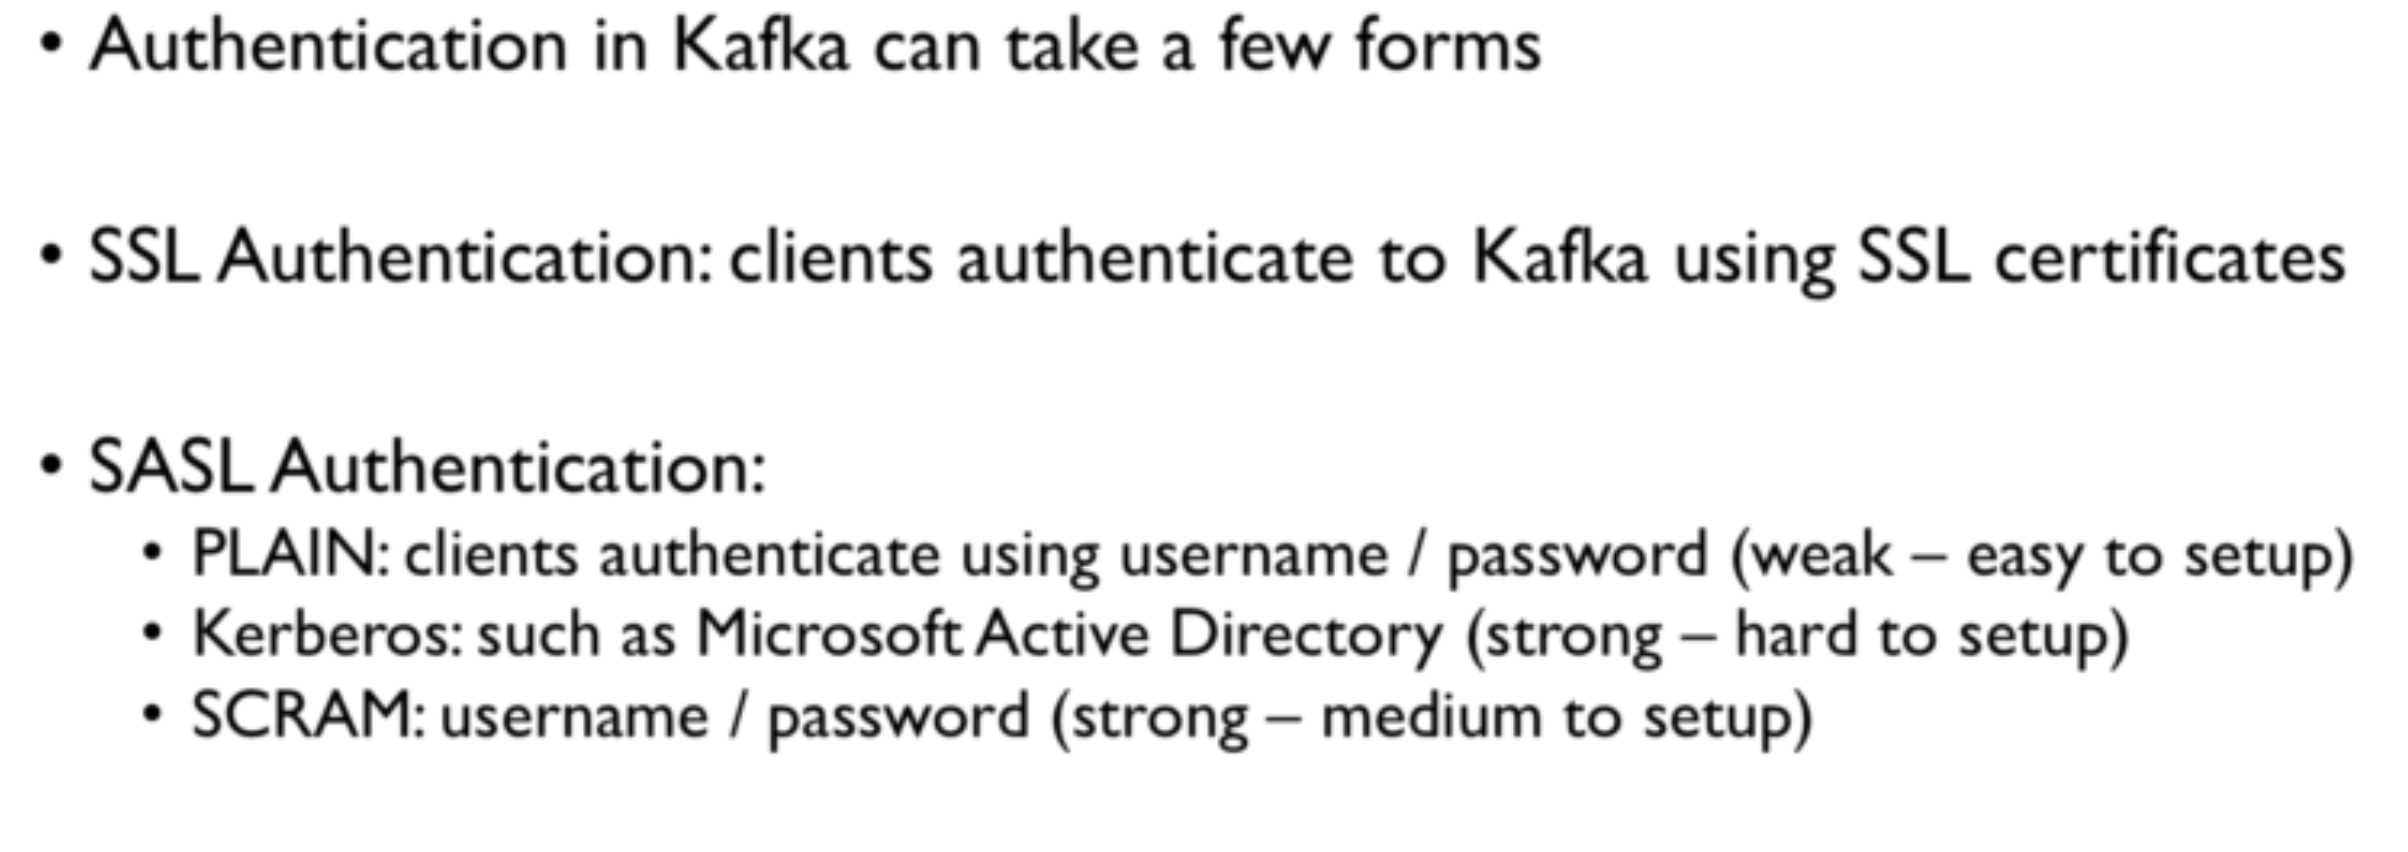 • Authentication in Kafka can take a few forms
• SSL Authentication: clients authenticate to Kafka using SSL certificates
• SASL Authentication:
• PLAIN: clients authenticate using username / password (weak – easy to setup)
• Kerberos: such as Microsoft Active Directory (strong – hard to setup)
• SCRAM: username / password (strong – medium to setup)